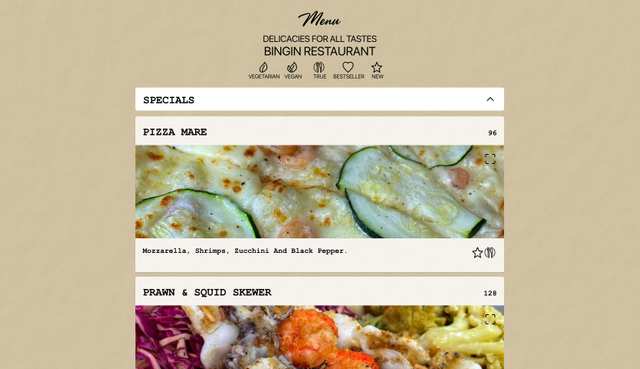 Menu
DELICACIES FOR ALL TASTES
BINGIN RESTAURANT
VEGETARIAN VEGAN TRUE BESTSELLER NEW
SPECIALS
PIZZA MARE 96
Mozzarella, Shrimps, Zucchini And Black Pepper.
PRAWN & SQUID SKEWER 128